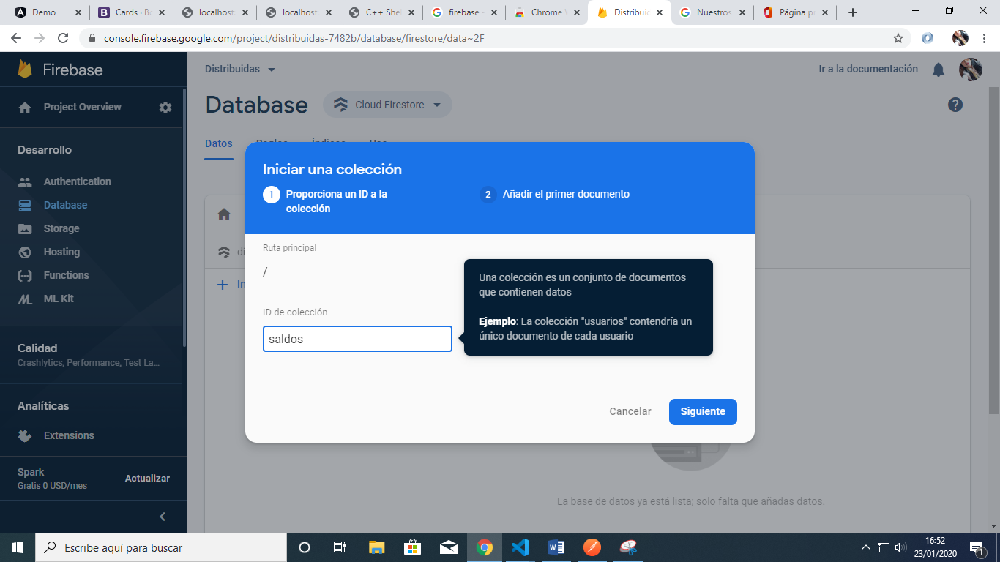 Demo
Cards · Bo
localhost:
localhost:
C++ Shel
firebase -
Chrome W
Distribuid
Nuestros
Página pr
console.firebase.google.com/project/distribuidas-7482b/database/firestore/data~2F
Firebase
Distribuidas
Ir a la documentación
Project Overview
Database
Cloud Firestore
Datos
Reglas
Índices
Uso
Desarrollo
Authentication
Database
Storage
Hosting
Functions
ML Kit
Calidad
Crashlytics, Performance, Test La...
Analíticas
Extensions
Spark
Gratis 0 USD/mes
Actualizar
Iniciar una colección
1 Proporciona un ID a la
colección
2 Añadir el primer documento
Ruta principal
/
ID de colección
saldos
Una colección es un conjunto de documentos
que contienen datos
Ejemplo: La colección "usuarios" contendría un
único documento de cada usuario
Cancelar
Siguiente
La base de datos ya está lista; solo falta que añadas datos.
Escribe aquí para buscar
16:52
23/01/2020
1